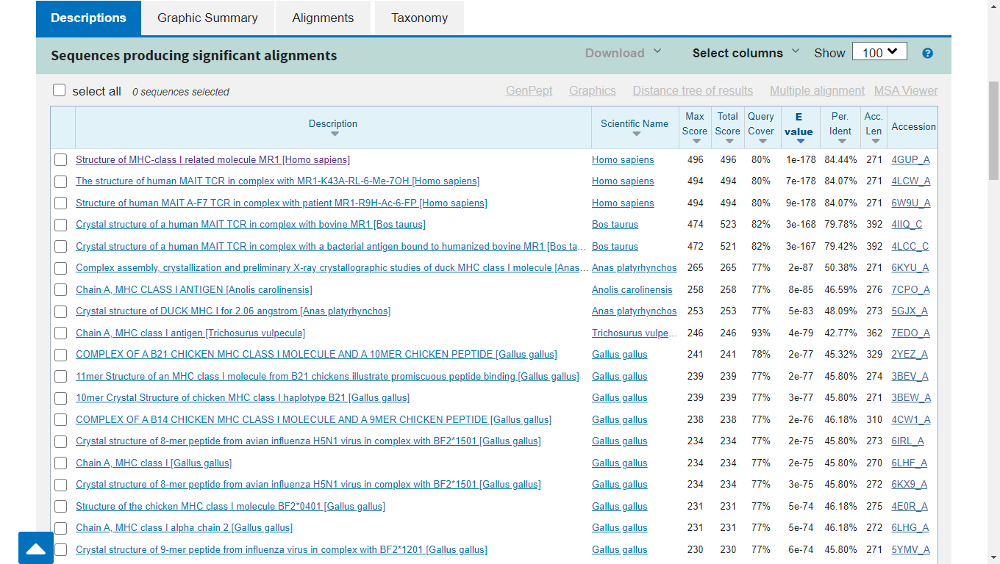 Descriptions Graphic Summary Alignments Taxonomy
Sequences producing significant alignments Download Select columns Show 100 ?
select all 0 sequences selected GenPept Graphics Distance tree of results Multiple alignment MSA Viewer
Description Scientific Name Max Score Total Score Query Cover E value Per. Ident Acc. Len Accession
Structure of MHC-class I related molecule MR1 [Homo sapiens] Homo sapiens 496 496 80% 1e-178 84.44% 271 4GUP_A
The structure of human MAIT TCR in complex with MR1-K43A-RL-6-Me-7OH [Homo sapiens] Homo sapiens 494 494 80% 7e-178 84.07% 271 4LCW_A
Structure of human MAIT A-F7 TCR in complex with patient MR1-R9H-Ac-6-FP [Homo sapiens] Homo sapiens 494 494 80% 9e-178 84.07% 271 6W9U_A
Crystal structure of a human MAIT TCR in complex with bovine MR1 [Bos taurus] Bos taurus 474 523 82% 3e-168 79.78% 392 4IIQ_C
Crystal structure of a human MAIT TCR in complex with a bacterial antigen bound to humanized bovine MR1 [Bos ta... Bos taurus 472 521 82% 3e-167 79.42% 392 4LCC_C
Complex assembly, crystallization and preliminary X-ray crystallographic studies of duck MHC class I molecule [Anas... Anas platyrhynchos 265 265 77% 2e-87 50.38% 271 6KYU_A
Chain A, MHC CLASS I ANTIGEN [Anolis carolinensis] Anolis carolinensis 258 258 77% 8e-85 46.59% 276 7CPO_A
Crystal structure of DUCK MHC I for 2.06 angstrom [Anas platyrhynchos] Anas platyrhynchos 253 253 77% 5e-83 48.09% 273 5GJX_A
Chain A, MHC class I antigen [Trichosurus vulpecula] Trichosurus vulpe... 246 246 93% 4e-79 42.77% 362 7EDO_A
COMPLEX OF A B21 CHICKEN MHC CLASS I MOLECULE AND A 10MER CHICKEN PEPTIDE [Gallus gallus] Gallus gallus 241 241 78% 2e-77 45.32% 329 2YEZ_A
11mer Structure of an MHC class I molecule from B21 chickens illustrate promiscuous peptide binding [Gallus gallus] Gallus gallus 239 239 77% 2e-77 45.80% 274 3BEV_A
10mer Crystal Structure of chicken MHC class I haplotype B21 [Gallus gallus] Gallus gallus 239 239 77% 3e-77 45.80% 271 3BEW_A
COMPLEX OF A B14 CHICKEN MHC CLASS I MOLECULE AND A 9MER CHICKEN PEPTIDE [Gallus gallus] Gallus gallus 238 238 77% 2e-76 46.18% 310 4CW1_A
Crystal structure of 8-mer peptide from avian influenza H5N1 virus in complex with BF2*1501 [Gallus gallus] Gallus gallus 234 234 77% 2e-75 45.80% 273 6IRL_A
Chain A, MHC class I [Gallus gallus] Gallus gallus 234 234 77% 2e-75 45.80% 270 6LHF_A
Crystal structure of 8-mer peptide from avian influenza H5N1 virus in complex with BF2*1501 [Gallus gallus] Gallus gallus 234 234 77% 3e-75 45.80% 272 6KX9_A
Structure of the chicken MHC class I molecule BF2*0401 [Gallus gallus] Gallus gallus 231 231 77% 5e-74 46.18% 275 4E0R_A
Chain A, MHC class I alpha chain 2 [Gallus gallus] Gallus gallus 231 231 77% 5e-74 46.18% 272 6LHG_A
Crystal structure of 9-mer peptide from influenza virus in complex with BF2*1201 [Gallus gallus] Gallus gallus 230 230 77% 6e-74 45.80% 271 5YMV_A